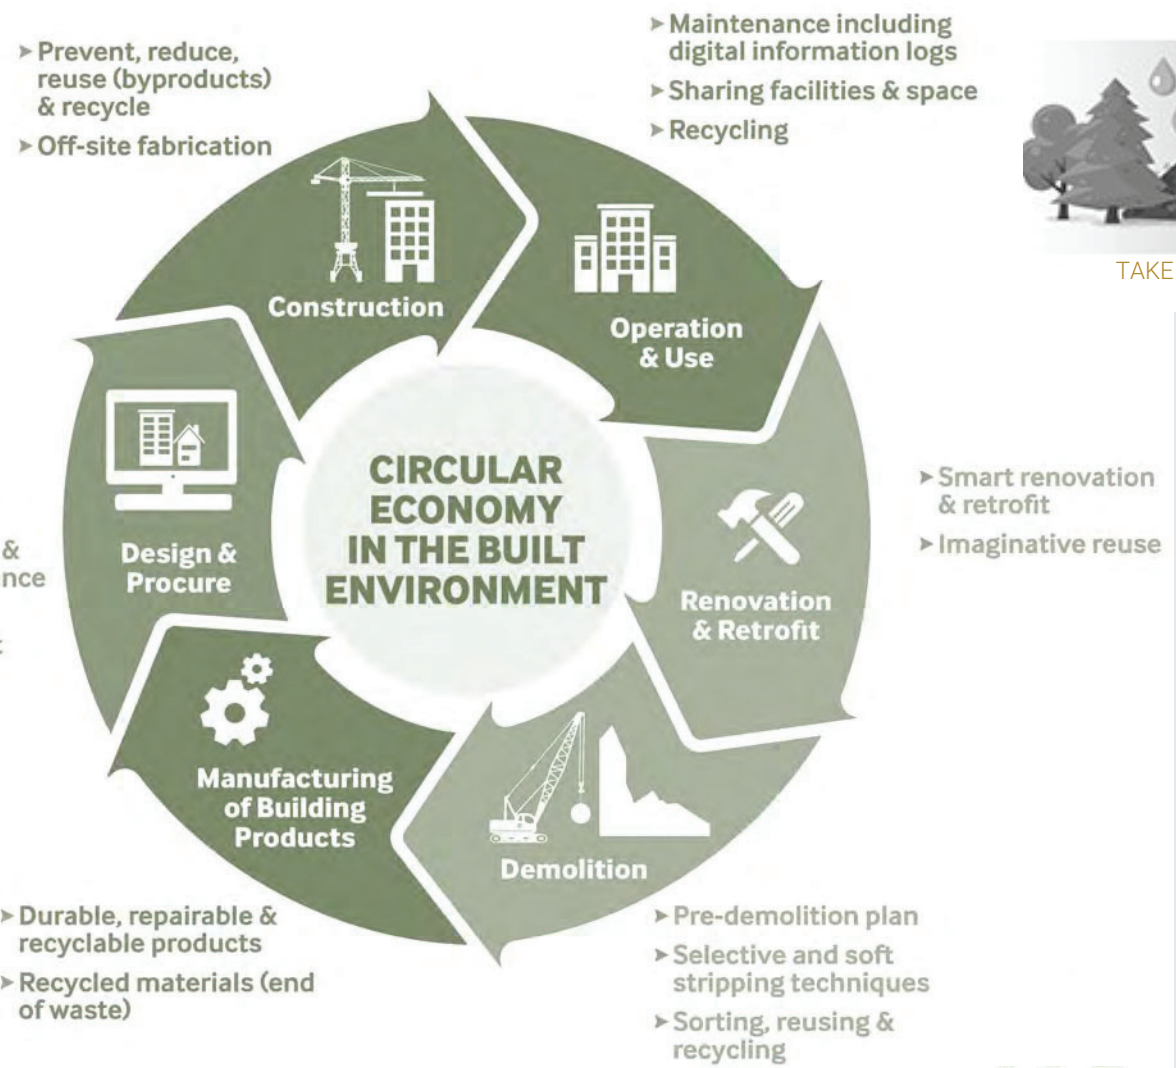 ➤ Prevent, reduce,
reuse (byproducts)
& recycle
➤ Off-site fabrication
➤ Maintenance including
digital information logs
➤ Sharing facilities & space
➤ Recycling
TAKE
Construction
Operation
& Use
Design &
Procure
CIRCULAR
ECONOMY
IN THE BUILT
ENVIRONMENT
➤ Smart renovation
& retrofit
➤ Imaginative reuse
&
nce
Renovation
& Retrofit
Manufacturing
of Building
Products
Demolition
➤ Durable, repairable &
recyclable products
➤ Recycled materials (end
of waste)
➤ Pre-demolition plan
➤ Selective and soft
stripping techniques
➤ Sorting, reusing &
recycling